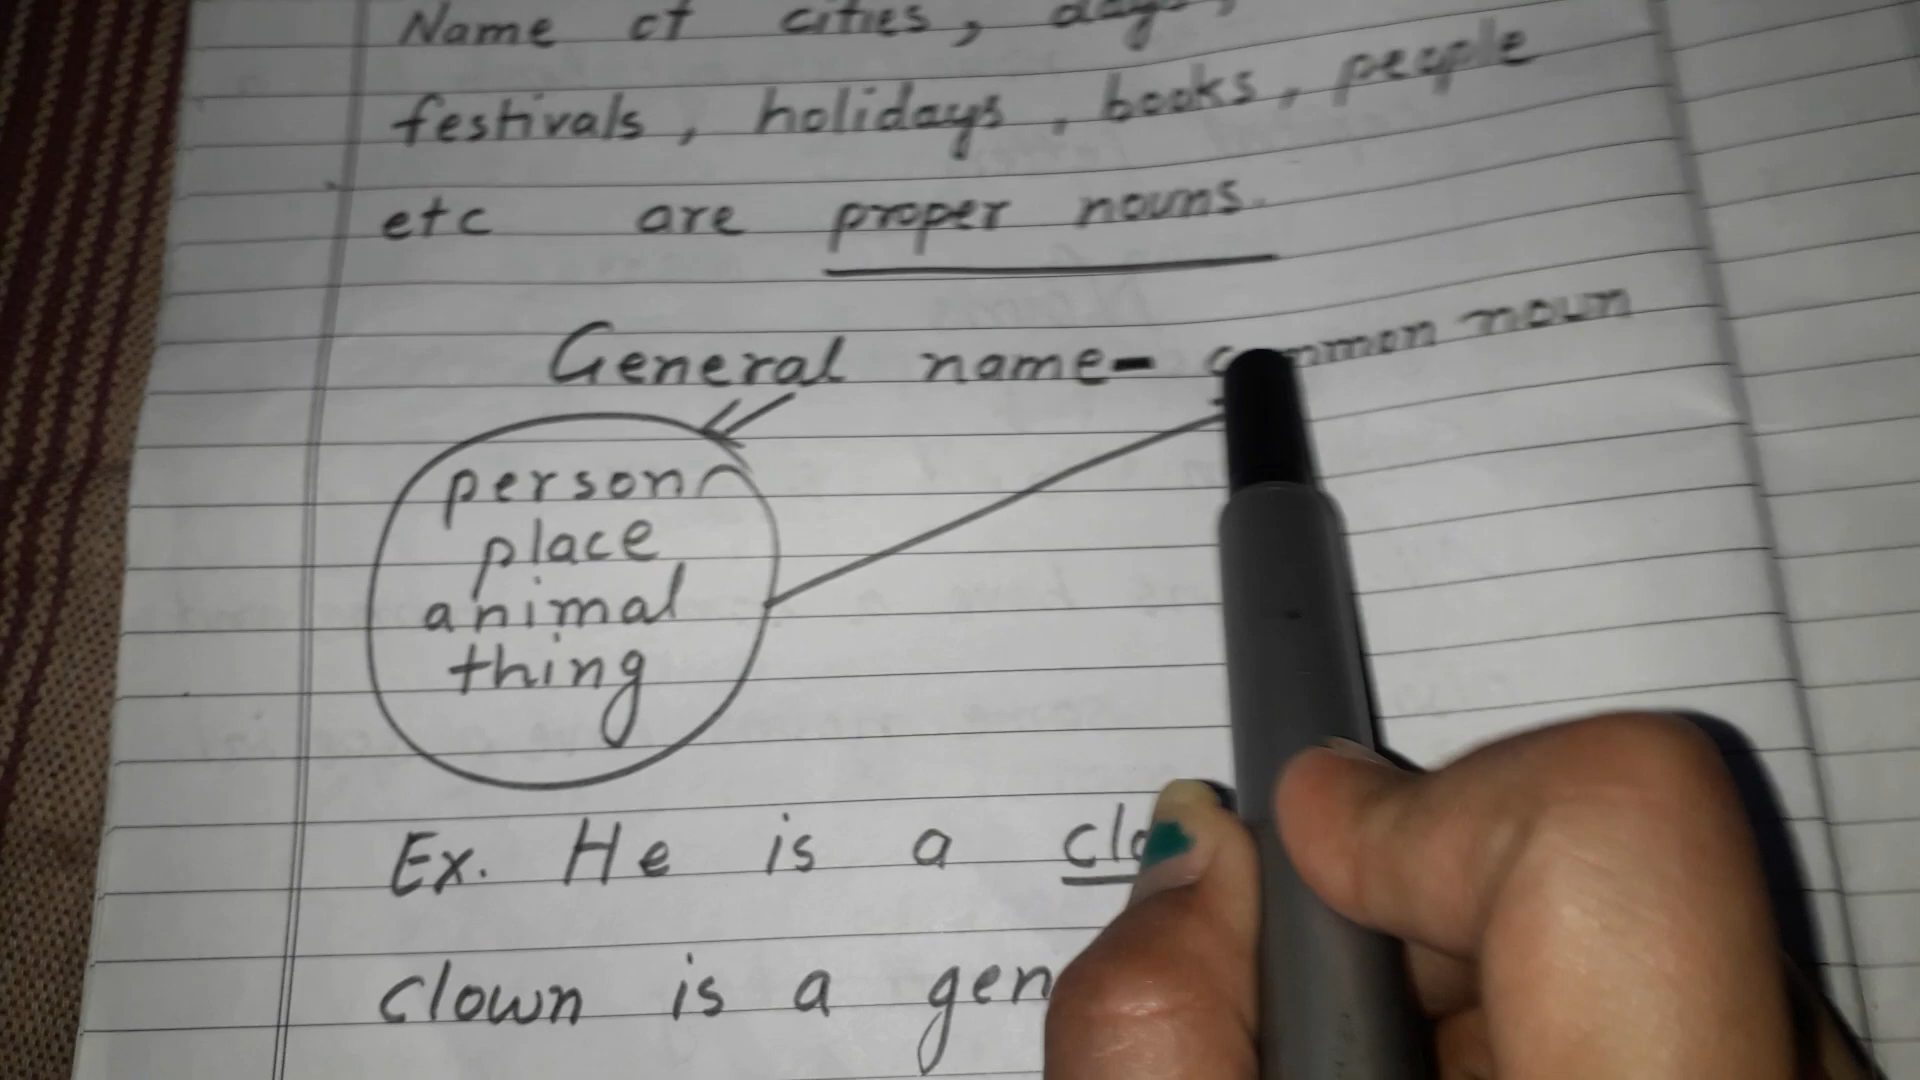 Name of cities, days,
festivals, holidays, books, people
etc are proper nouns.
General name- common noun
person
place
animal
thing
Ex. He is a
clown is a